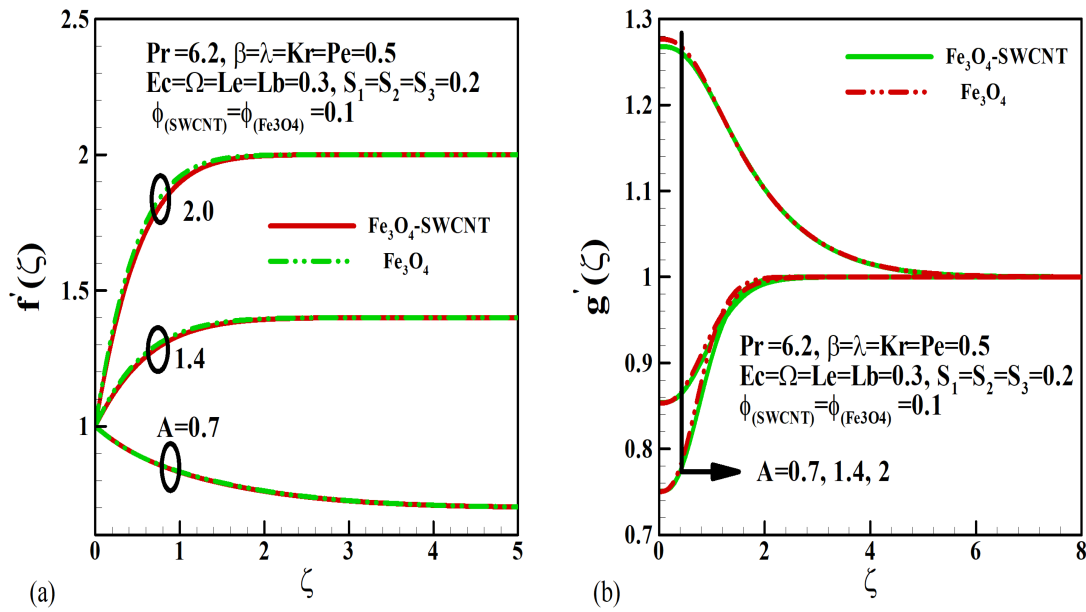 2.5
Pr =6.2, β=λ=Kr=Pe=0.5
Ec=Ω=Le=Lb=0.3, S₁=S₂=S₃=0.2
ϕ(SWCNT)=ϕ(Fe3O4) =0.1
2
2.0
Fe₃O₄-SWCNT
Fe₃O₄
f'(ζ)
1.5
1.4
1
A=0.7
0 1 2 3 4 5
(a)
ζ
1.3
Fe₃O₄-SWCNT
Fe₃O₄
1.2
1.1
g'(ζ)
1
Pr =6.2, β=λ=Kr=Pe=0.5
0.9
Ec=Ω=Le=Lb=0.3, S₁=S₂=S₃=0.2
ϕ(SWCNT)=ϕ(Fe3O4) =0.1
0.8
A=0.7, 1.4, 2
0.7
0 2 4 6 8
(b)
ζ